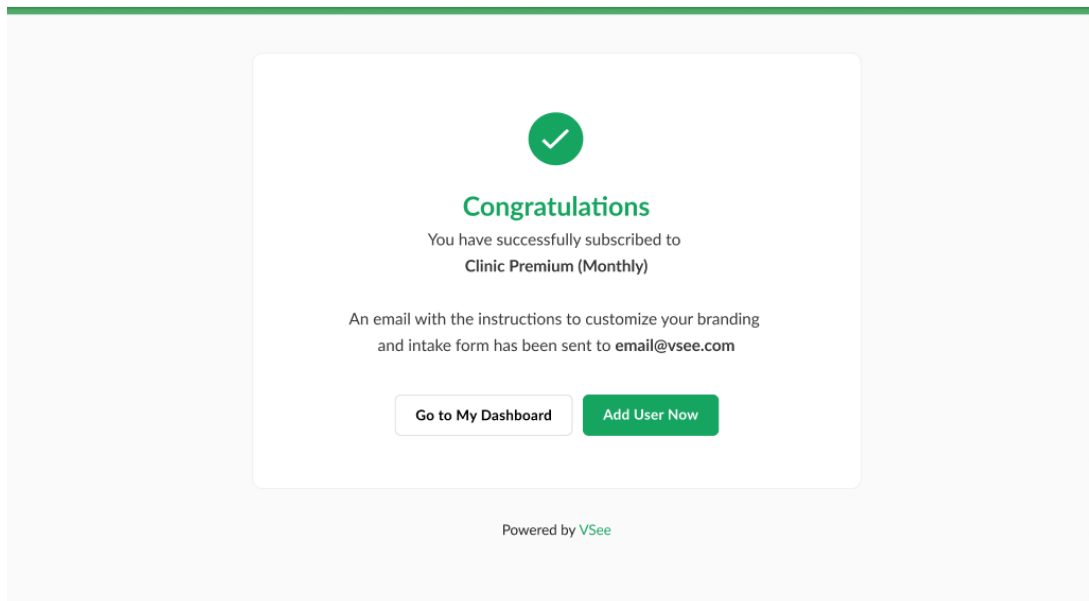 Congratulations
You have successfully subscribed to
Clinic Premium (Monthly)
An email with the instructions to customize your branding
and intake form has been sent to email@vsee.com
Go to My Dashboard
Add User Now
Powered by VSee